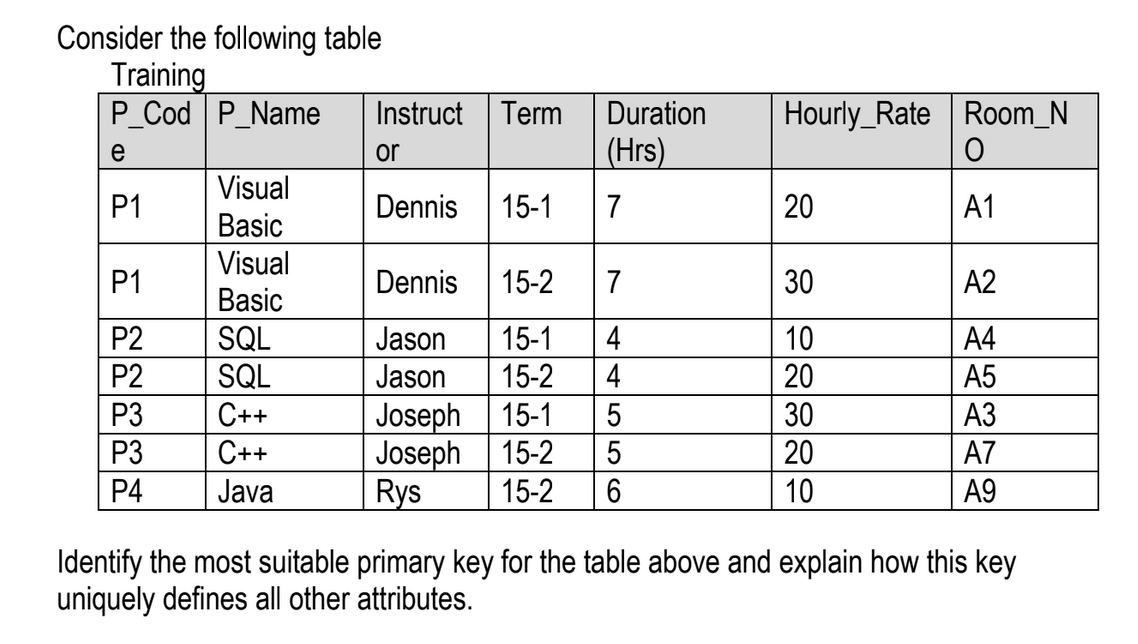 Consider the following table
Training
P_Cod P_Name Instruct Term Duration Hourly_Rate Room_N
e or (Hrs) O
P1 Visual Basic Dennis 15-1 7 20 A1
P1 Visual Basic Dennis 15-2 7 30 A2
P2 SQL Jason 15-1 4 10 A4
P2 SQL Jason 15-2 4 20 A5
P3 C++ Joseph 15-1 5 30 A3
P3 C++ Joseph 15-2 5 20 A7
P4 Java Rys 15-2 6 10 A9
Identify the most suitable primary key for the table above and explain how this key
uniquely defines all other attributes.